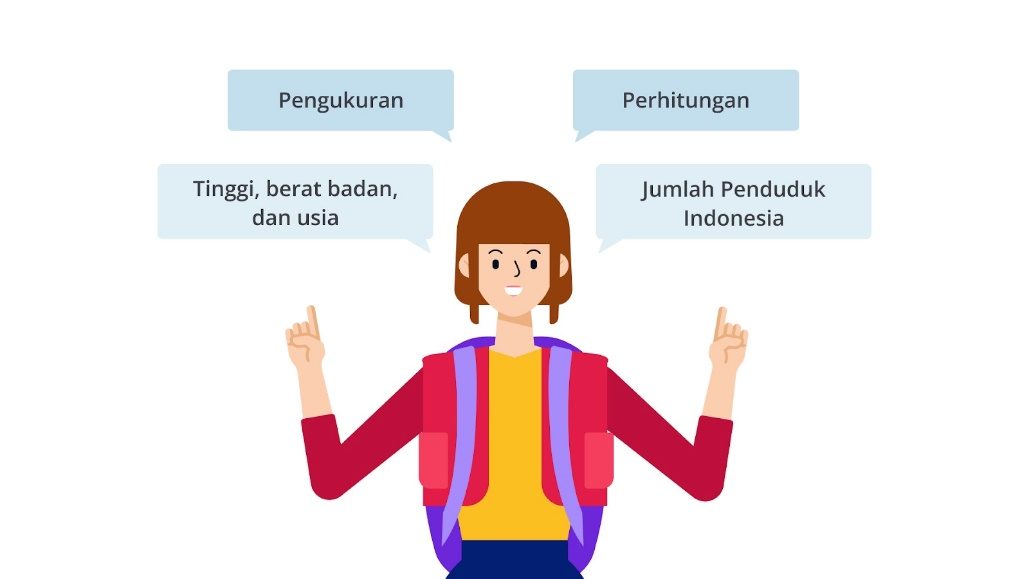 Pengukuran
Perhitungan
Tinggi, berat badan,
dan usia
Jumlah Penduduk
Indonesia